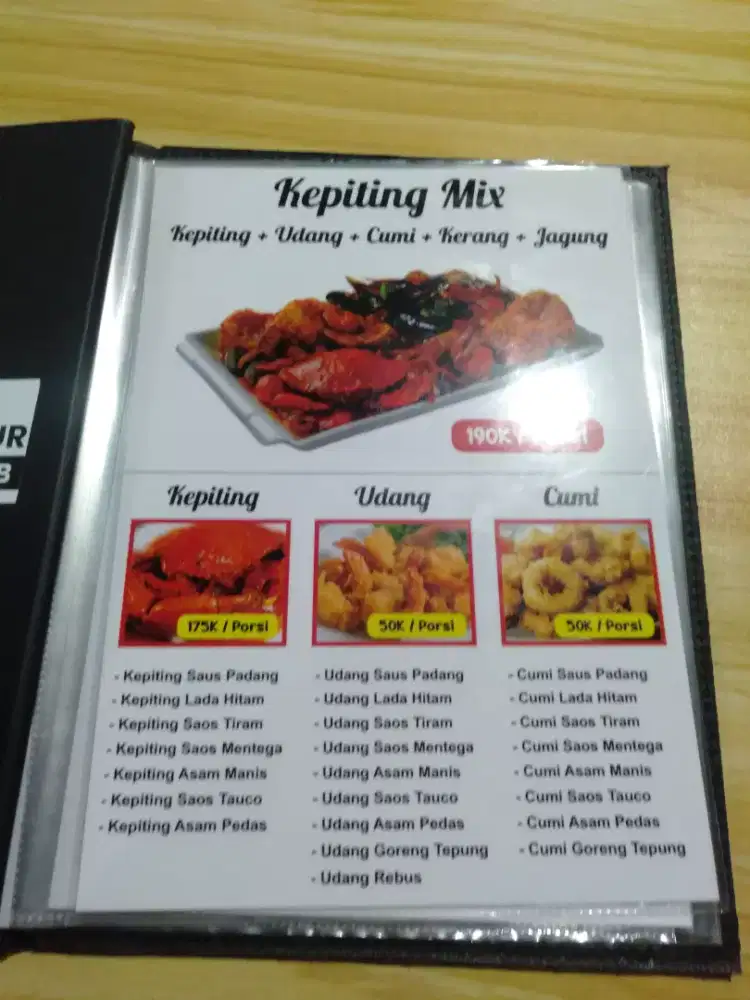 UR
B
Kepiting Mix
Kepiting + Udang + Cumi + Kerang + Jagung
190K
Kepiting
175K / Porsi
- Kepiting Saus Padang
- Kepiting Lada Hitam
- Kepiting Saos Tiram
- Kepiting Saos Mentega
- Kepiting Asam Manis
- Kepiting Saos Tauco
- Kepiting Asam Pedas
Udang
50K / Porsi
- Udang Saus Padang
- Udang Lada Hitam
- Udang Saos Tiram
- Udang Saos Mentega
- Udang Asam Manis
- Udang Saos Tauco
- Udang Asam Pedas
- Udang Goreng Tepung
- Udang Rebus
Cumi
50K / Porsi
- Cumi Saus Padang
- Cumi Lada Hitam
- Cumi Saos Tiram
- Cumi Saos Mentega
- Cumi Asam Manis
- Cumi Saos Tauco
- Cumi Asam Pedas
- Cumi Goreng Tepung